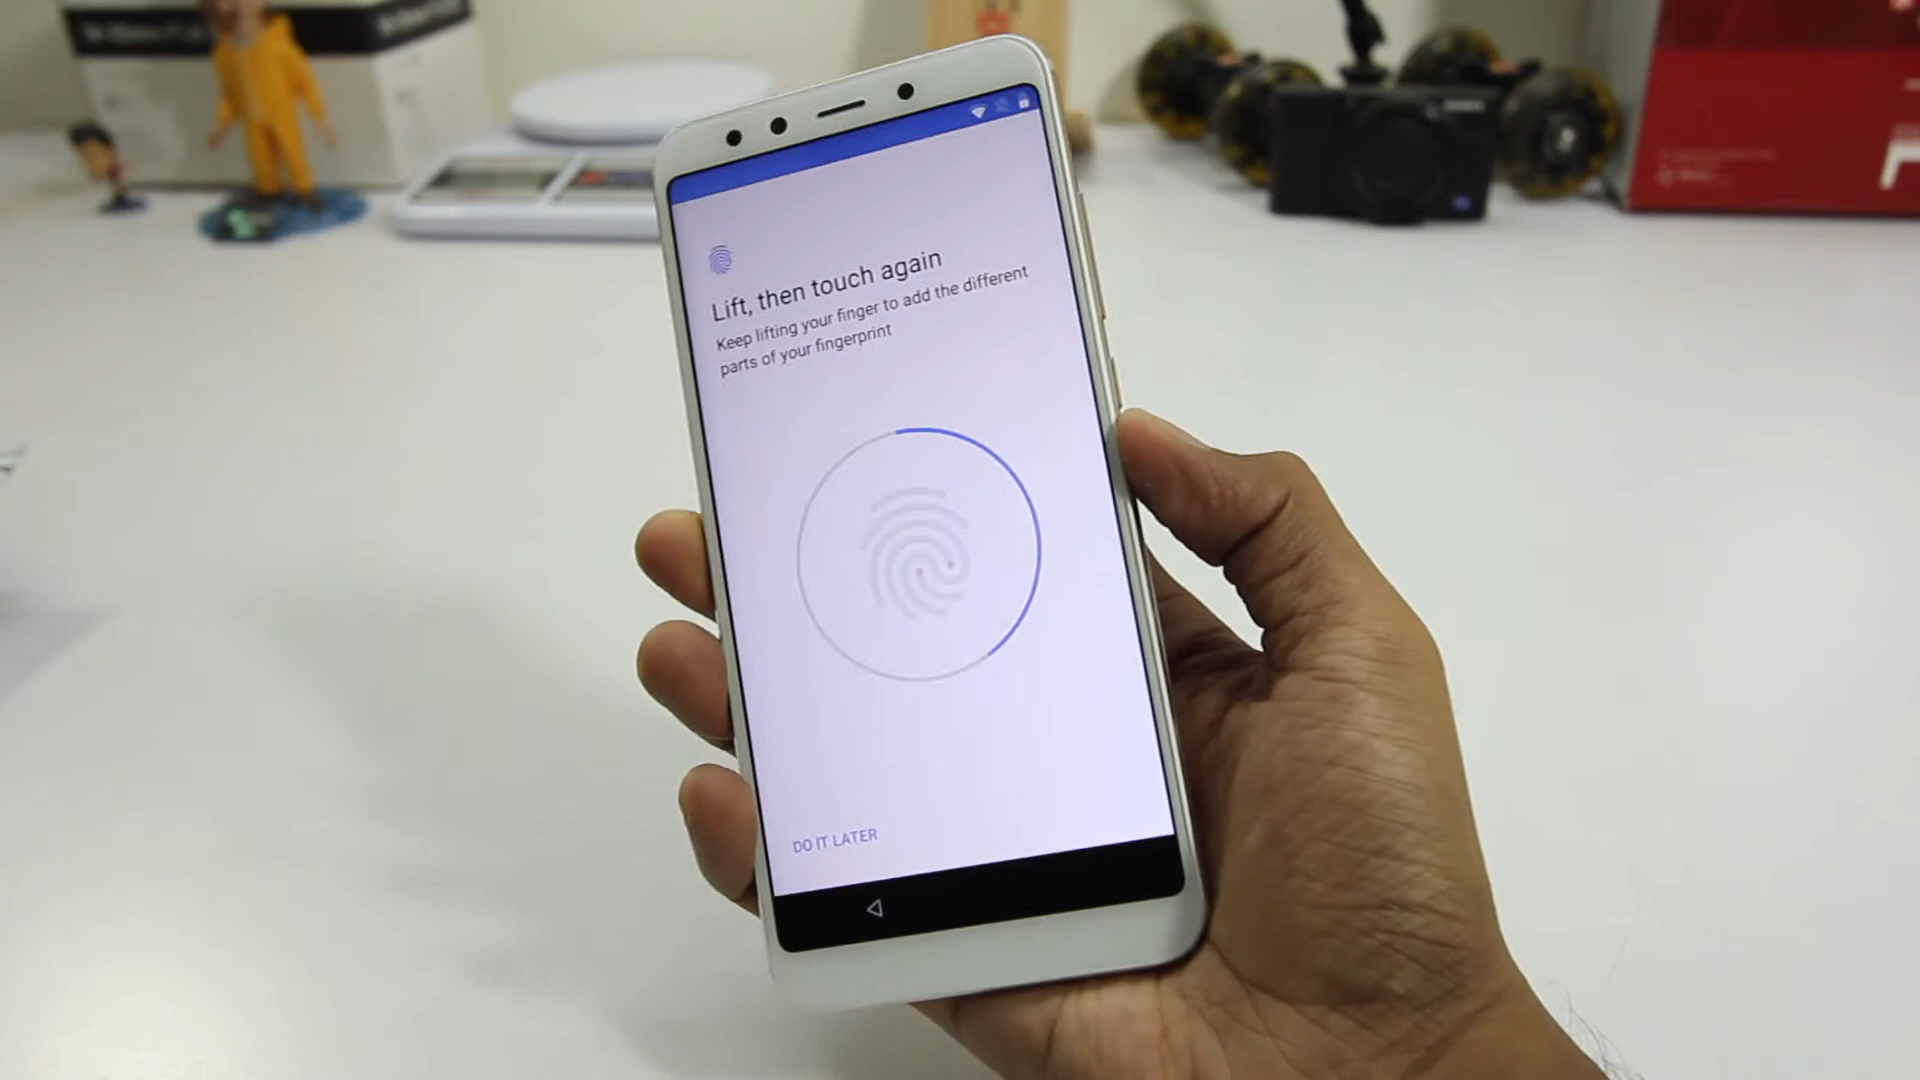 Lift, then touch again
Keep lifting your finger to add the different
parts of your fingerprint
DO IT LATER